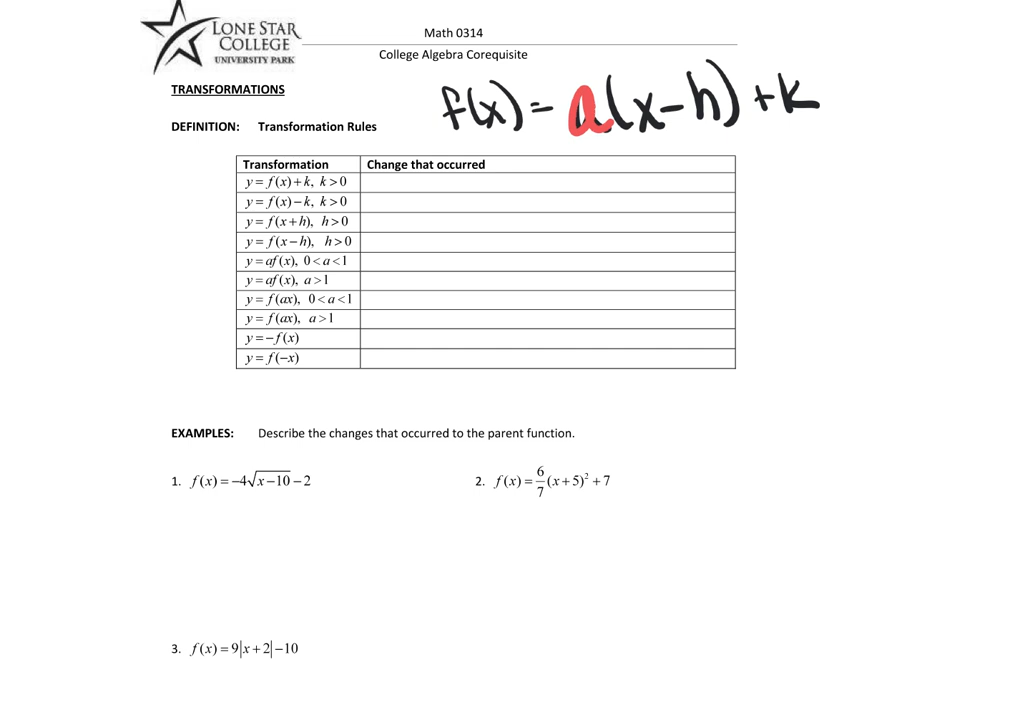 LONE STAR
COLLEGE
UNIVERSITY PARK
Math 0314
College Algebra Corequisite
TRANSFORMATIONS
f(x) = a(x-h) + k
DEFINITION: Transformation Rules
Transformation Change that occurred
y = f(x)+k, k>0
y = f(x)−k, k>0
y = f(x+h), h>0
y = f(x−h), h>0
y = af(x), 0<a<1
y = af(x), a>1
y = f(ax), 0<a<1
y = f(ax), a>1
y = −f(x)
y = f(−x)
EXAMPLES: Describe the changes that occurred to the parent function.
1. f(x) = −4√x−10 − 2 2. f(x) = 6/7 (x+5)² + 7
3. f(x) = 9|x+2|−10